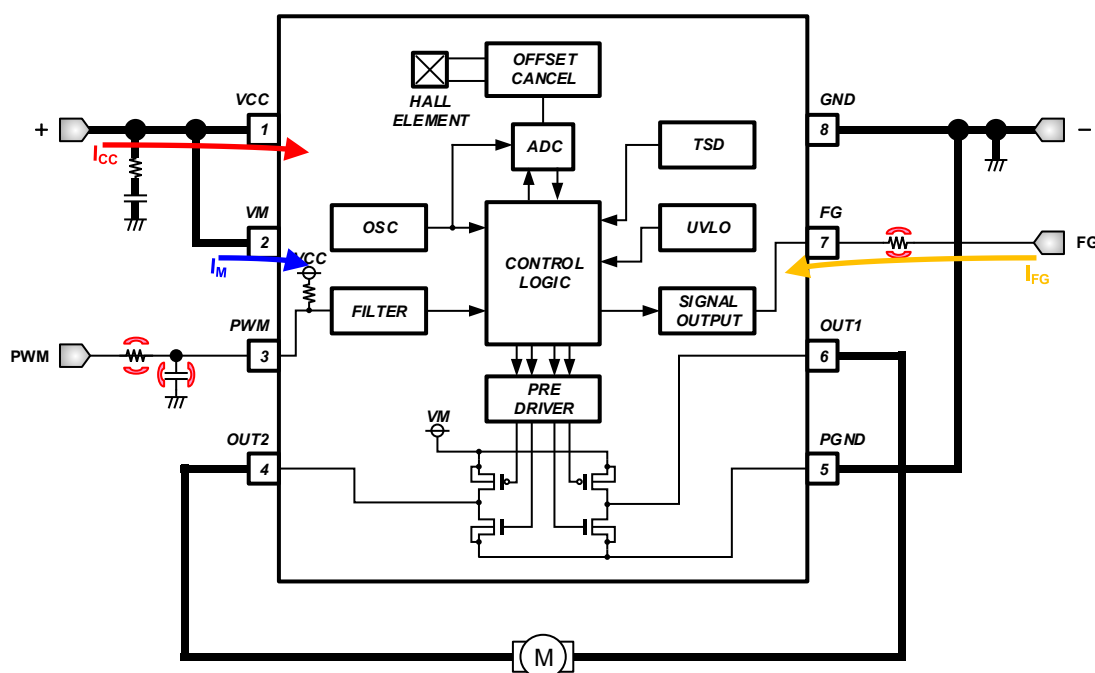 OFFSET
CANCEL
HALL
ELEMENT
VCC
GND
+
1
8
−
ICC
ADC
TSD
VM
FG
OSC
UVLO
2
7
FG
VCC
IM
CONTROL
LOGIC
IFG
PWM
FILTER
SIGNAL
OUTPUT
OUT1
PWM
3
6
PRE
DRIVER
VM
OUT2
PGND
4
5
M